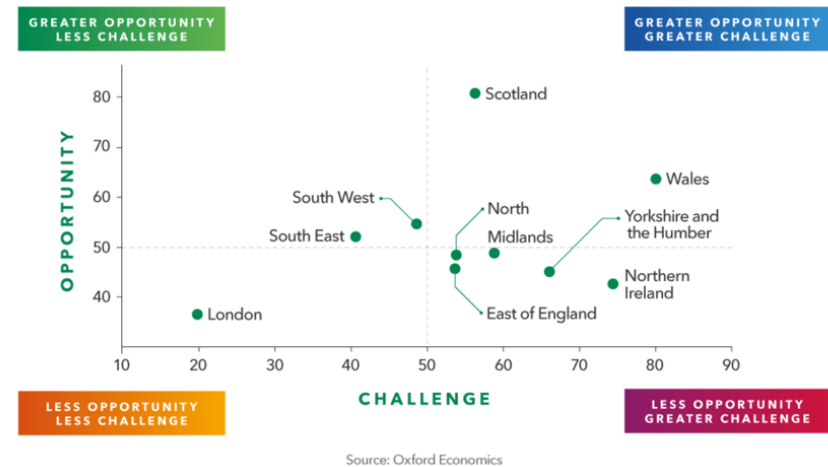 GREATER OPPORTUNITY
LESS CHALLENGE
GREATER OPPORTUNITY
GREATER CHALLENGE
OPPORTUNITY
80
70
60
50
40
Scotland
Wales
South West
North
Yorkshire and
the Humber
South East
Midlands
Northern
Ireland
London
East of England
10
20
30
40
50
60
70
80
90
CHALLENGE
LESS OPPORTUNITY
LESS CHALLENGE
LESS OPPORTUNITY
GREATER CHALLENGE
Source: Oxford Economics